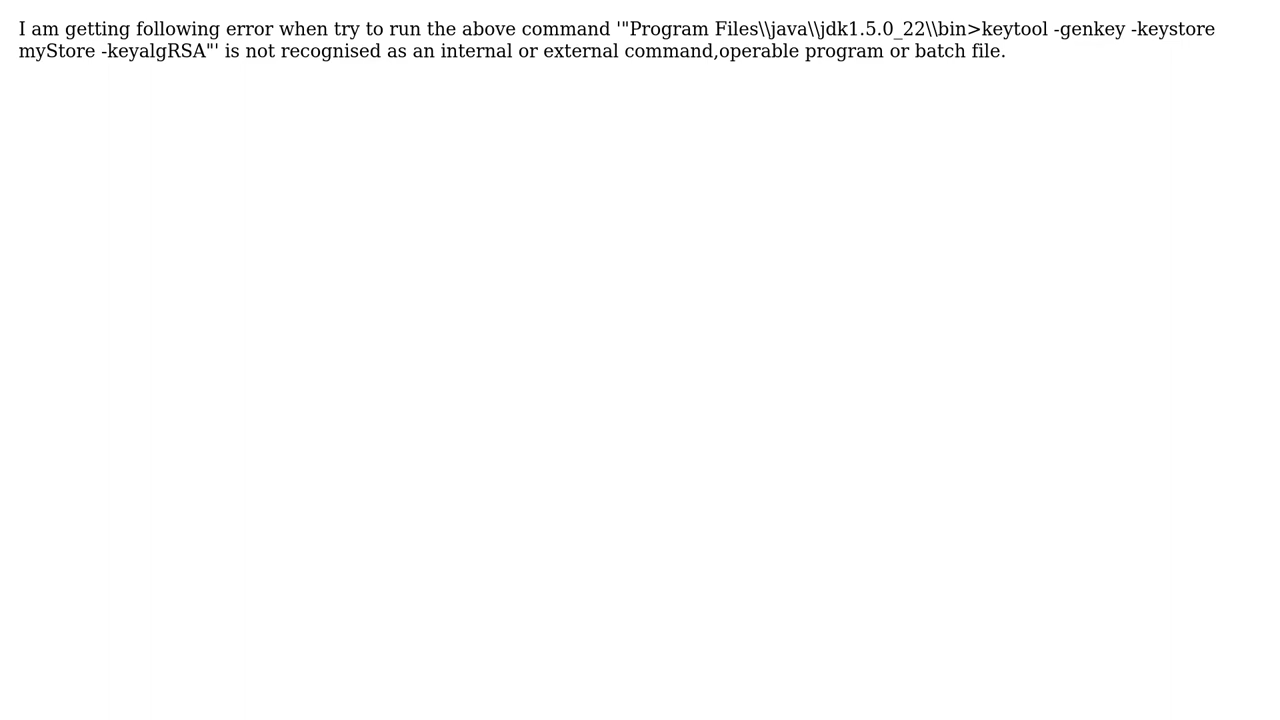 I am getting following error when try to run the above command '"Program Files\\java\\jdk1.5.0_22\\bin>keytool -genkey -keystore
myStore -keyalgRSA"' is not recognised as an internal or external command,operable program or batch file.